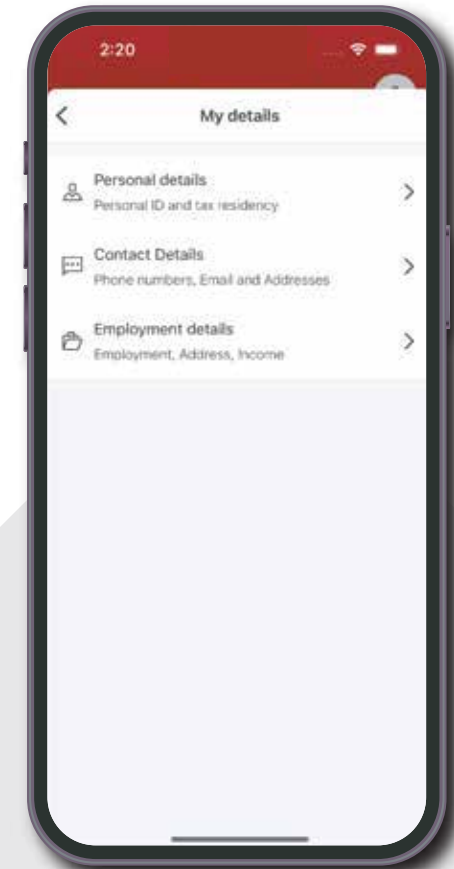 2:20
My details
Personal details
Personal ID and tax residency
Contact Details
Phone numbers, Email and Addresses
Employment details
Employment, Address, Income